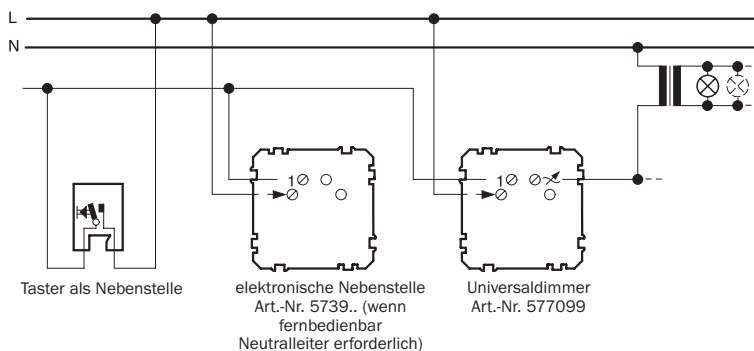 L
N
1
1
Taster als Nebenstelle
elektronische Nebenstelle
Art.-Nr. 5739.. (wenn
fernbedienbar
Neutralleiter erforderlich)
Universaldimmer
Art.-Nr. 577099